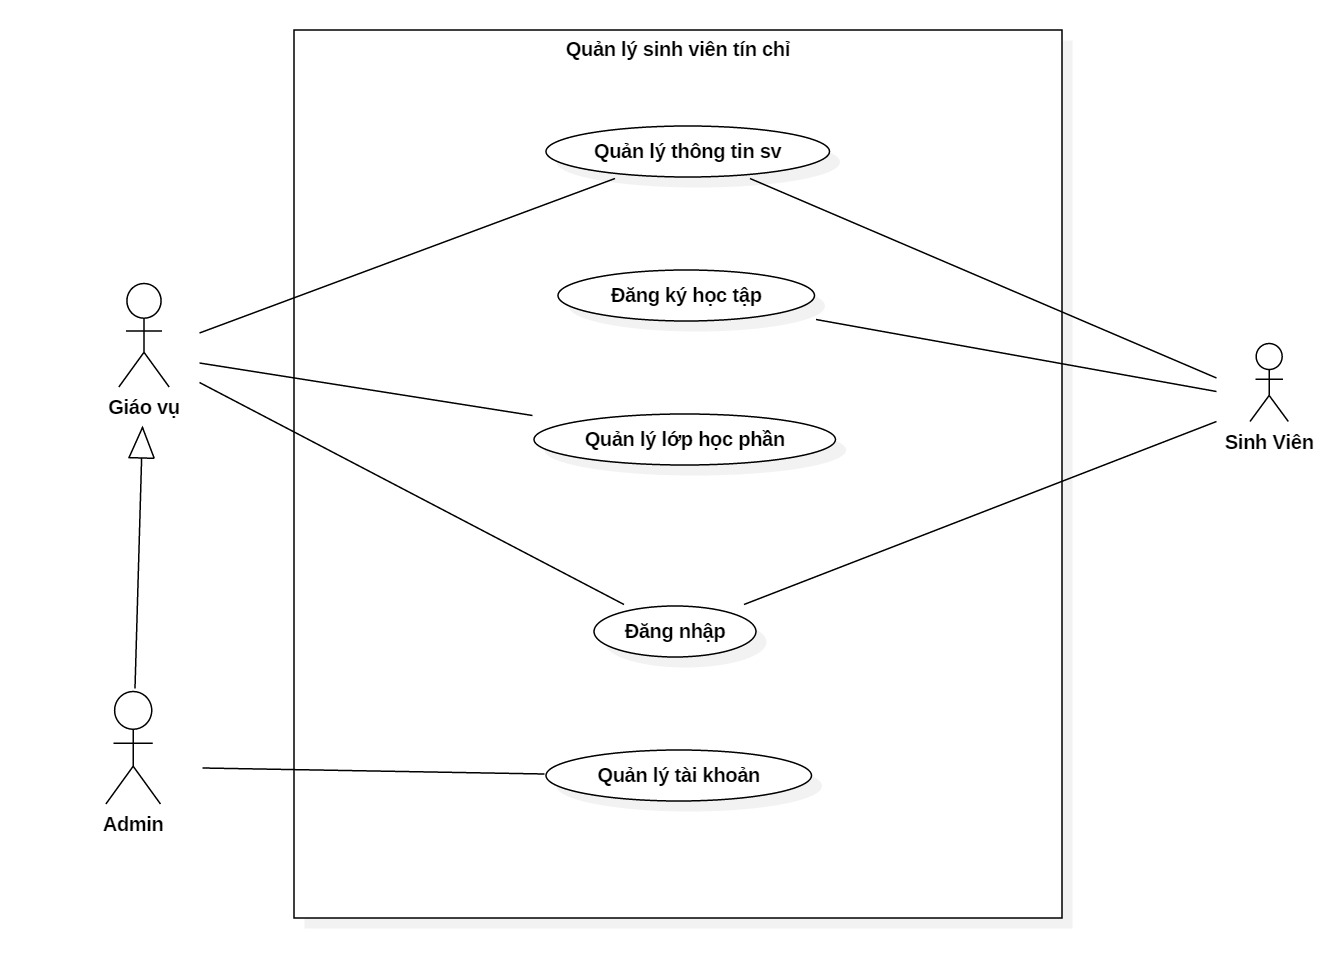 Quản lý sinh viên tín chỉ
Quản lý thông tin sv
Đăng ký học tập
Giáo vụ
Quản lý lớp học phần
Sinh Viên
Đăng nhập
Quản lý tài khoản
Admin